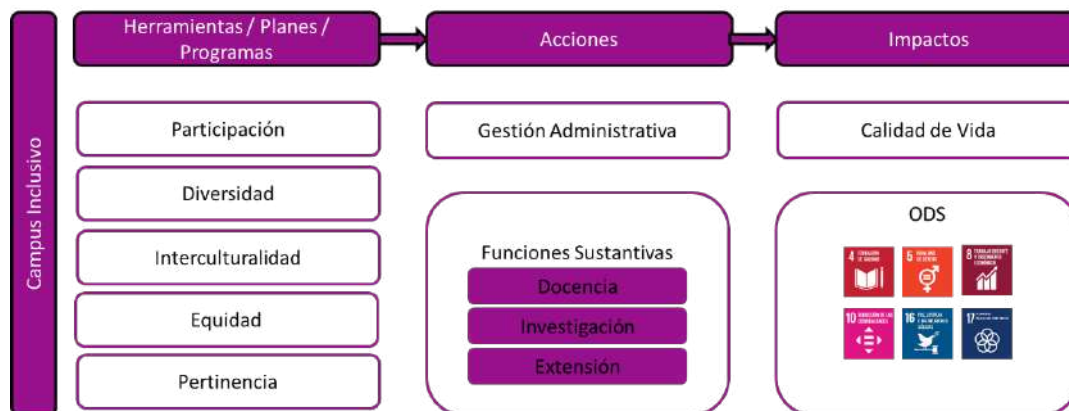 Campus Inclusivo
Herramientas / Planes /
Programas
Participación
Diversidad
Interculturalidad
Equidad
Pertinencia
Acciones
Gestión Administrativa
Funciones Sustantivas
Docencia
Investigación
Extensión
Impactos
Calidad de Vida
ODS
4
5
8
10
16
17